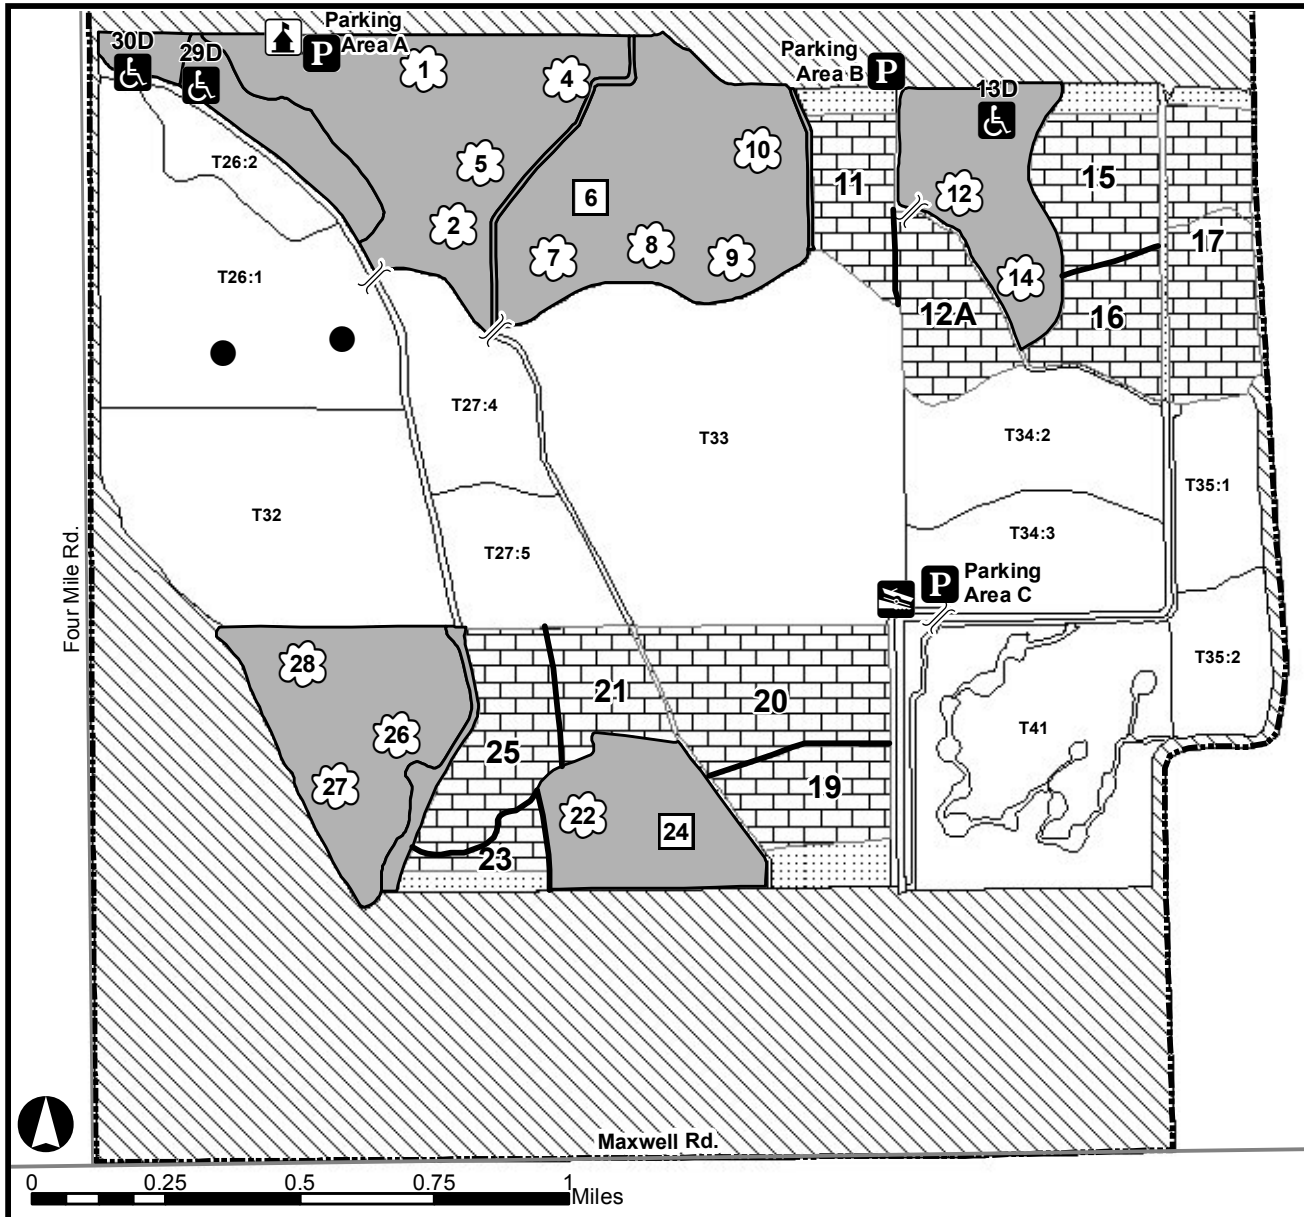 Parking
Area A
30D
29D
1
4
Parking
Area B
13D
10
T26:2
5
6
11
12
15
2
7
8
9
17
T26:1
14
12A
16
T27:4
T33
T34:2
T35:1
T32
T34:3
T27:5
Parking
Area C
Four Mile Rd.
28
T35:2
21
20
26
25
T41
27
19
22
24
23
Maxwell Rd.
0 0.25 0.5 0.75 1
Miles
P
P
P